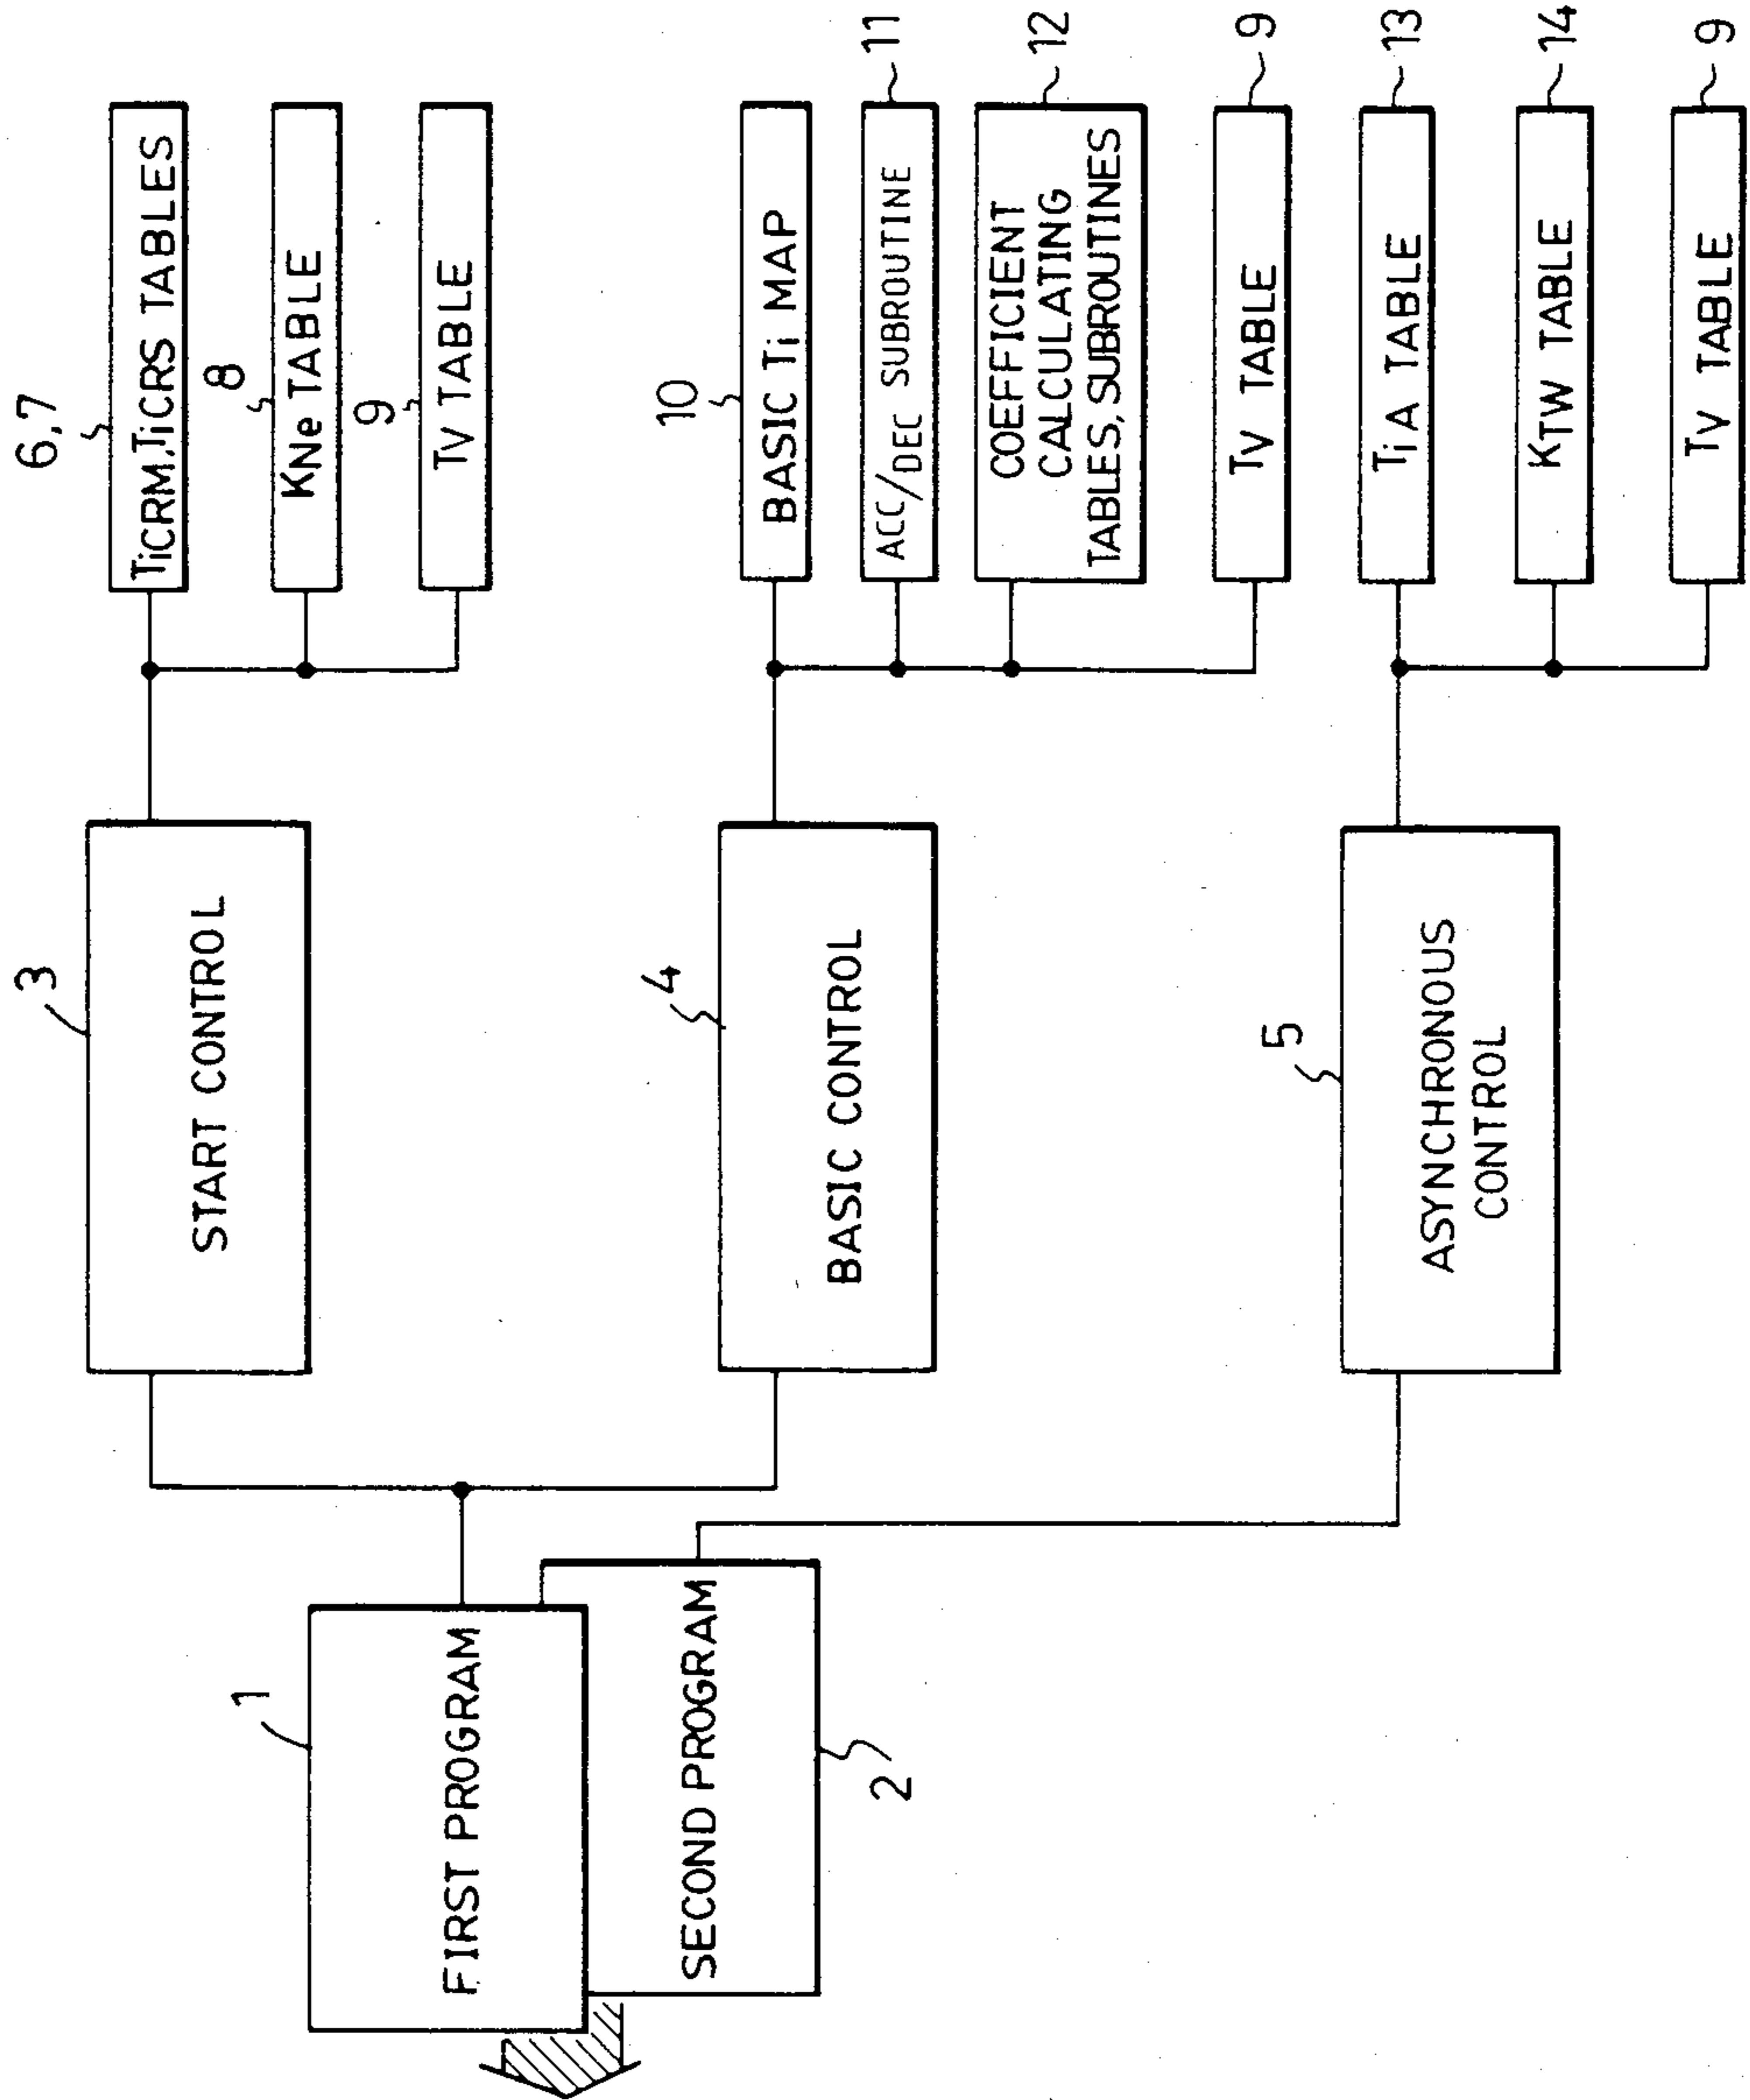 1
FIRST PROGRAM
SECOND PROGRAM
2
3
START CONTROL
4
BASIC CONTROL
5
ASYNCHRONOUS
CONTROL
6,7
TiCRM,TiCRS TABLES
8
KNe TABLE
9
TV TABLE
10
BASIC Ti MAP
ACC/DEC SUBROUTINE
11
COEFFICIENT
CALCULATING
TABLES,SUBROUTINES
12
TV TABLE
9
TiA TABLE
13
KTW TABLE
14
TV TABLE
9